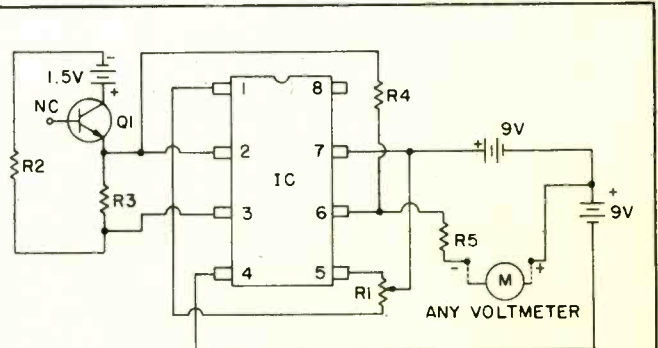 1.5V
-
+
NC
Q1
R2
R3
R4
1
2
3
4
8
7
6
5
IC
R1
R5
+
9V
+
9V
-
M
+
ANY VOLTMETER